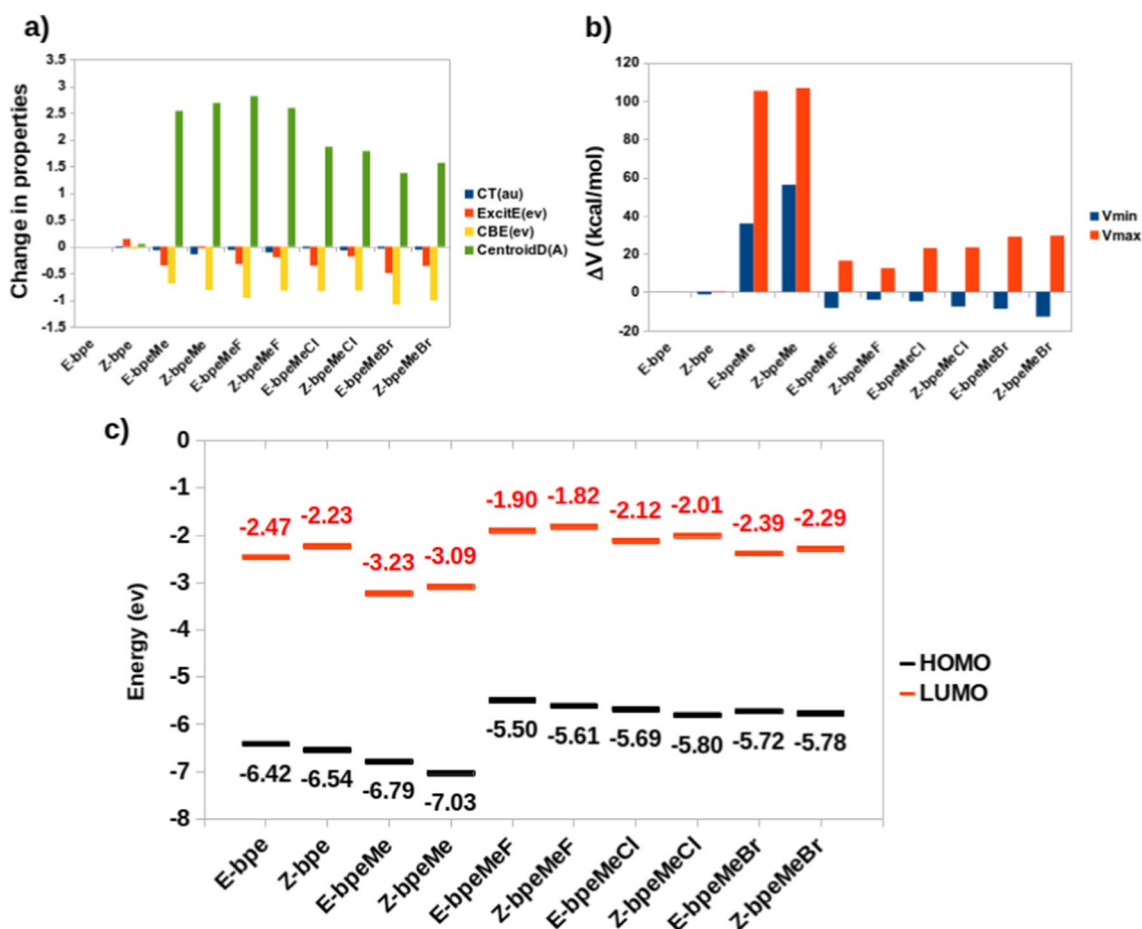 a)
Change in properties
3.5
3
2.5
2
1.5
1
0.5
0
-0.5
-1
-1.5
E-bpe
Z-bpe
E-bpeMe
Z-bpeMe
E-bpeMeF
Z-bpeMeF
E-bpeMeCl
Z-bpeMeCl
E-bpeMeBr
Z-bpeMeBr
CT(au)
ExcitE(ev)
CBE(ev)
CentroidD(A)
b)
ΔV (kcal/mol)
120
100
80
60
40
20
0
-20
E-bpe
Z-bpe
E-bpeMe
Z-bpeMe
E-bpeMeF
Z-bpeMeF
E-bpeMeCl
Z-bpeMeCl
E-bpeMeBr
Z-bpeMeBr
Vmin
Vmax
c)
Energy (ev)
0
-1
-2
-3
-4
-5
-6
-7
-8
-2.47
-2.23
-3.23
-3.09
-1.90
-1.82
-2.12
-2.01
-2.39
-2.29
-6.42
-6.54
-6.79
-7.03
-5.50
-5.61
-5.69
-5.80
-5.72
-5.78
E-bpe
Z-bpe
E-bpeMe
Z-bpeMe
E-bpeMeF
Z-bpeMeF
E-bpeMeCl
Z-bpeMeCl
E-bpeMeBr
Z-bpeMeBr
HOMO
LUMO